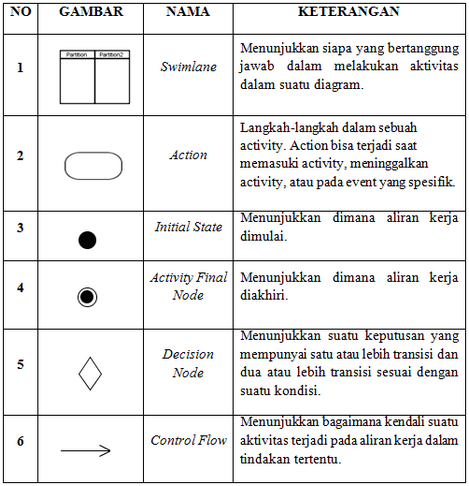 NO GAMBAR NAMA KETERANGAN
1
Partition Partition2
Swimlane
Menunjukkan siapa yang bertanggung
jawab dalam melakukan aktivitas
dalam suatu diagram.
2
Action
Langkah-langkah dalam sebuah
activity. Action bisa terjadi saat
memasuki activity, meninggalkan
activity, atau pada event yang spesifik.
3
Initial State
Menunjukkan dimana aliran kerja
dimulai.
4
Activity Final
Node
Menunjukkan dimana aliran kerja
diakhiri.
5
Decision
Node
Menunjukkan suatu keputusan yang
mempunyai satu atau lebih transisi dan
dua atau lebih transisi sesuai dengan
suatu kondisi.
6
Control Flow
Menunjukkan bagaimana kendali suatu
aktivitas terjadi pada aliran kerja dalam
tindakan tertentu.